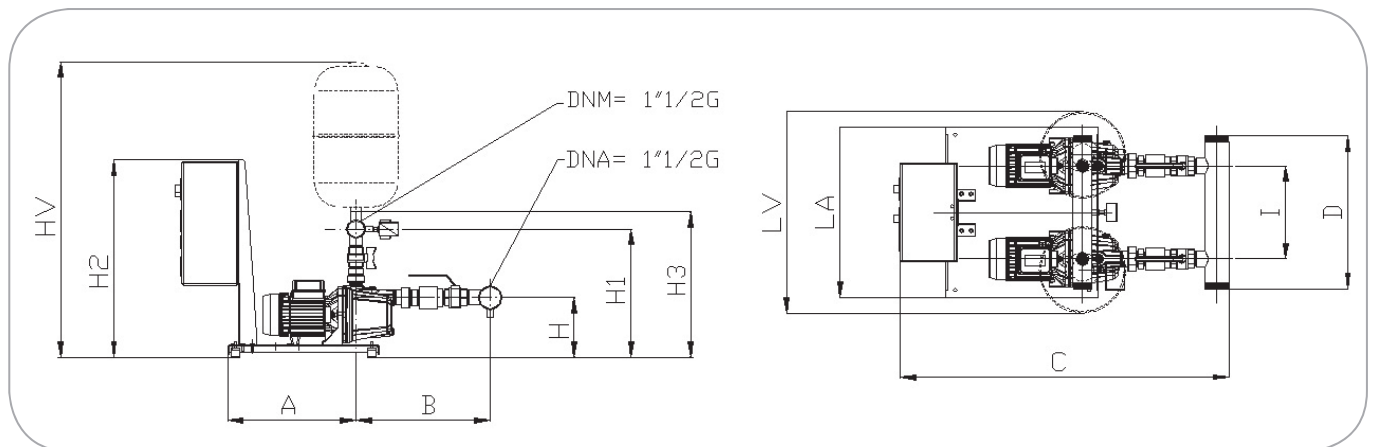 DNM= 1"1/2G
DNA= 1"1/2G
HV
H2
H
H1
H3
A
B
LV
LA
I
D
C